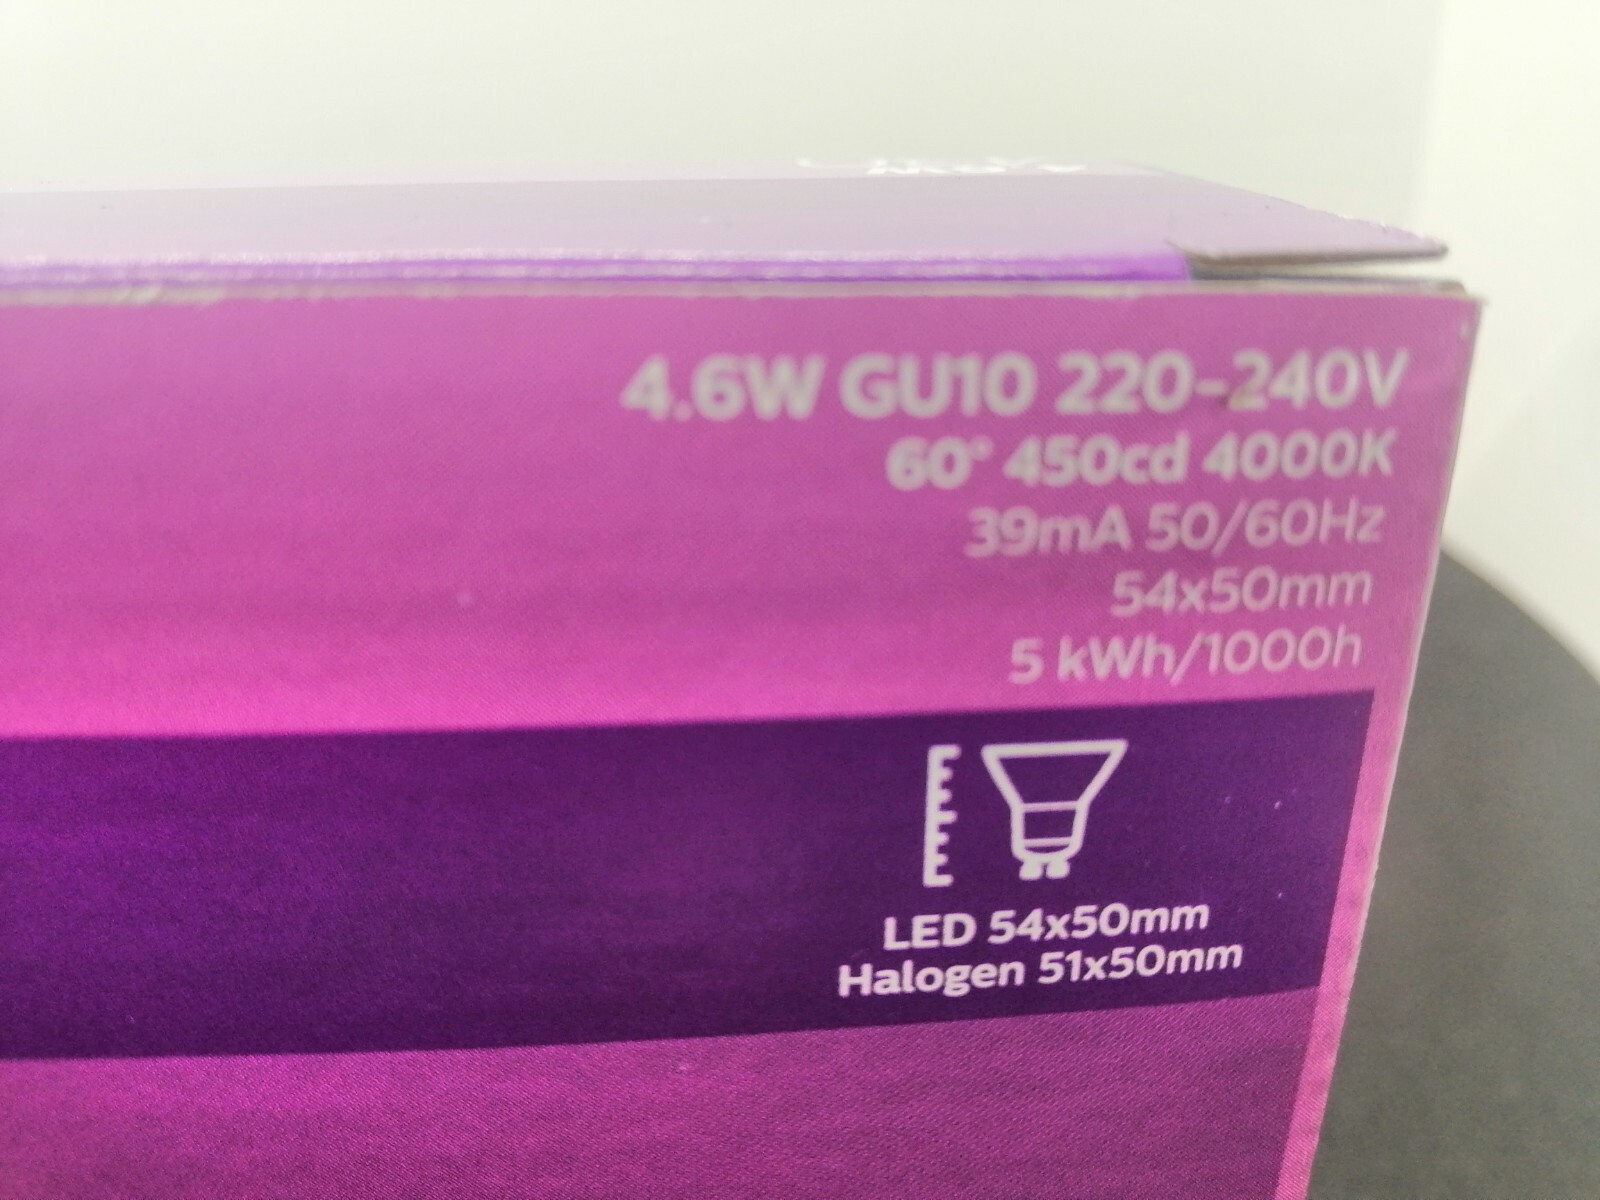 4.6W GU10 220-240V
60° 450cd 4000K
39mA 50/60Hz
54x50mm
5 kWh/1000h
LED 54x50mm
Halogen 51x50mm